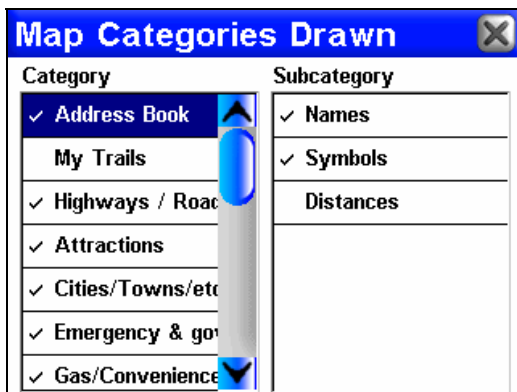 Map Categories Drawn
Category
Subcategory
✓ Address Book
My Trails
✓ Highways / Roac
✓ Attractions
✓ Cities/Towns/etc
✓ Emergency & gov
✓ Gas/Convenience
✓ Names
✓ Symbols
Distances